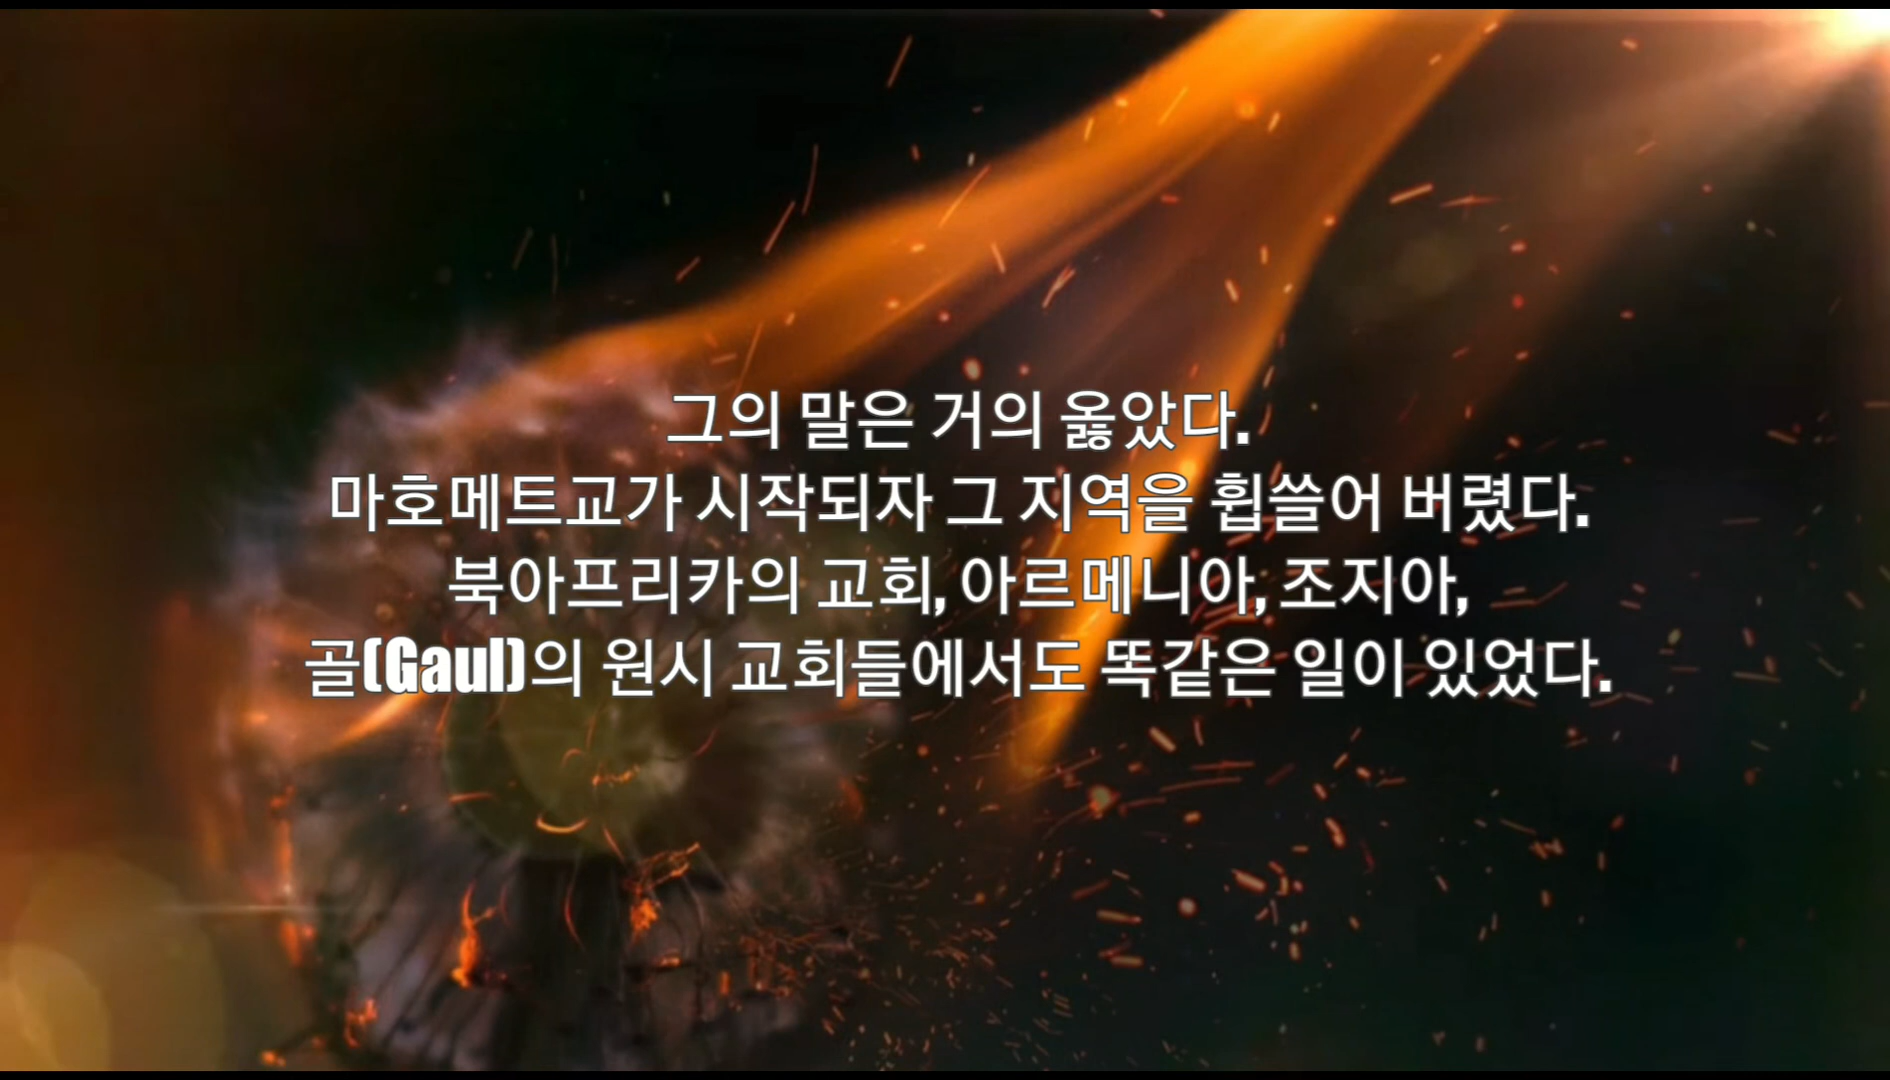 그의 말은 거의 옳았다.
마호메트교가 시작되자 그 지역을 휩쓸어 버렸다.
북아프리카의 교회, 아르메니아, 조지아,
골(Gaul)의 원시 교회들에서도 똑같은 일이 있었다.